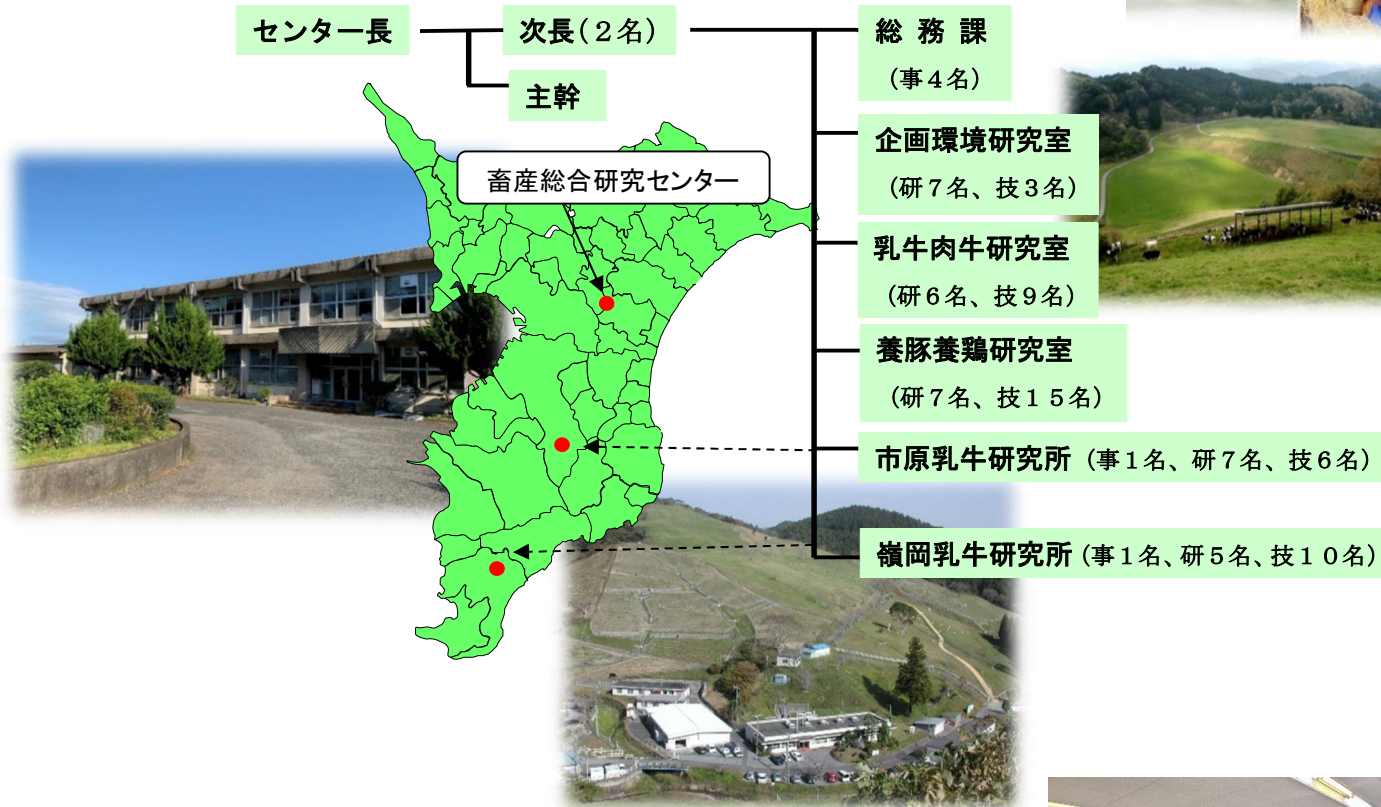 センター長
次長（２名）
主幹
総 務 課
（事４名）
企画環境研究室
（研７名、技３名）
乳牛肉牛研究室
（研６名、技９名）
養豚養鶏研究室
（研７名、技１５名）
市原乳牛研究所（事１名、研７名、技６名）
嶺岡乳牛研究所（事１名、研５名、技１０名）
畜産総合研究センター